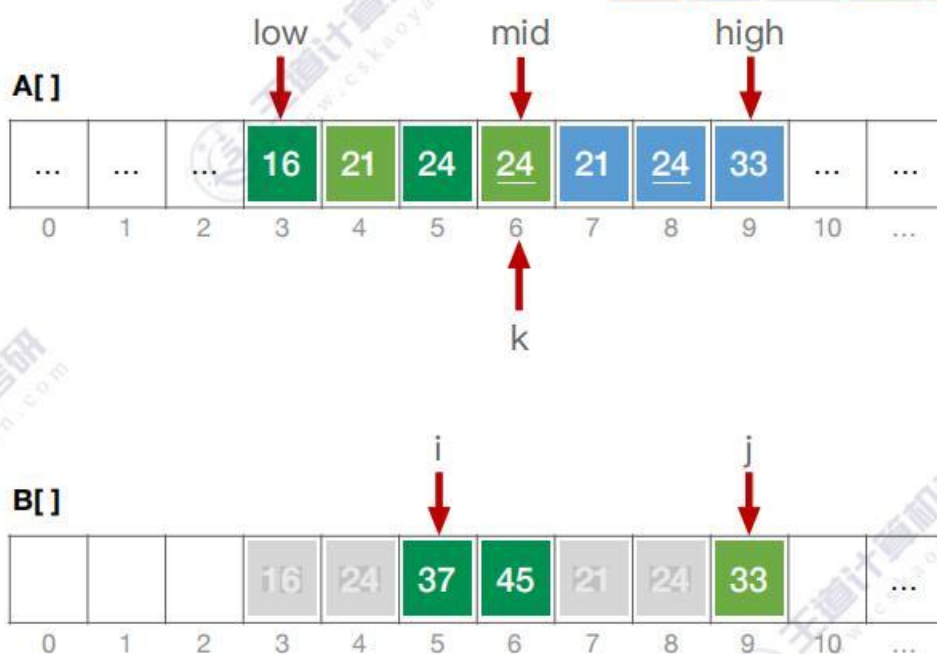 low mid high
A[ ]
... ... ... 16 21 24 24 21 24 33 ... ...
0 1 2 3 4 5 6 7 8 9 10 ...
k
i j
B[ ]
16 24 37 45 21 24 33 ...
0 1 2 3 4 5 6 7 8 9 10 ...